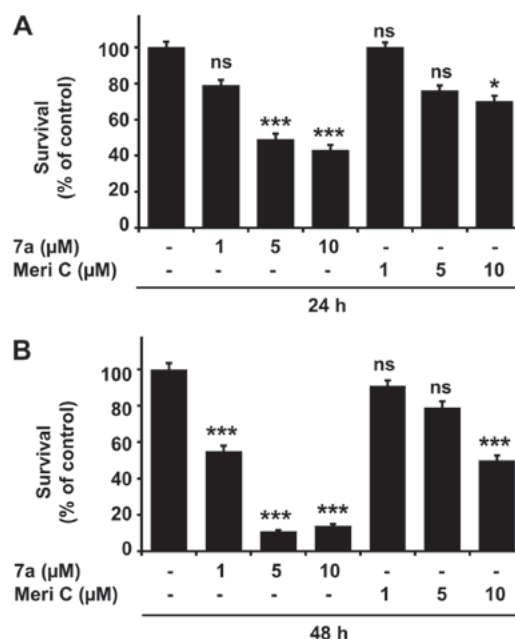 A
ns
ns
ns
*
***
***
100
80
60
40
20
0
Survival
(% of control)
7a (µM) - 1 5 10 - - -
Meri C (µM) - - - - 1 5 10
24 h
B
ns
ns
***
***
***
***
100
80
60
40
20
0
Survival
(% of control)
7a (µM) - 1 5 10 - - -
Meri C (µM) - - - - 1 5 10
48 h